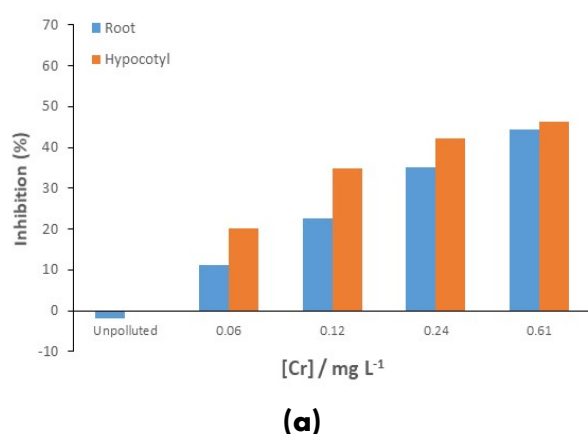 70
60
50
40
30
20
10
0
-10
Inhibition (%)
Root
Hypocotyl
Unpolluted 0.06 0.12 0.24 0.61
[Cr] / mg L⁻¹
(a)